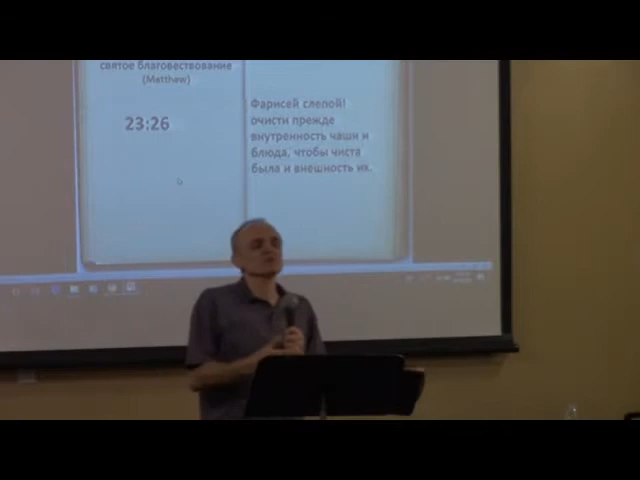 святое благовествование
(Matthew)
23:26
Фарисей слепой!
очисти прежде
внутренность чаши и
блюда, чтобы чиста
была и внешность их.